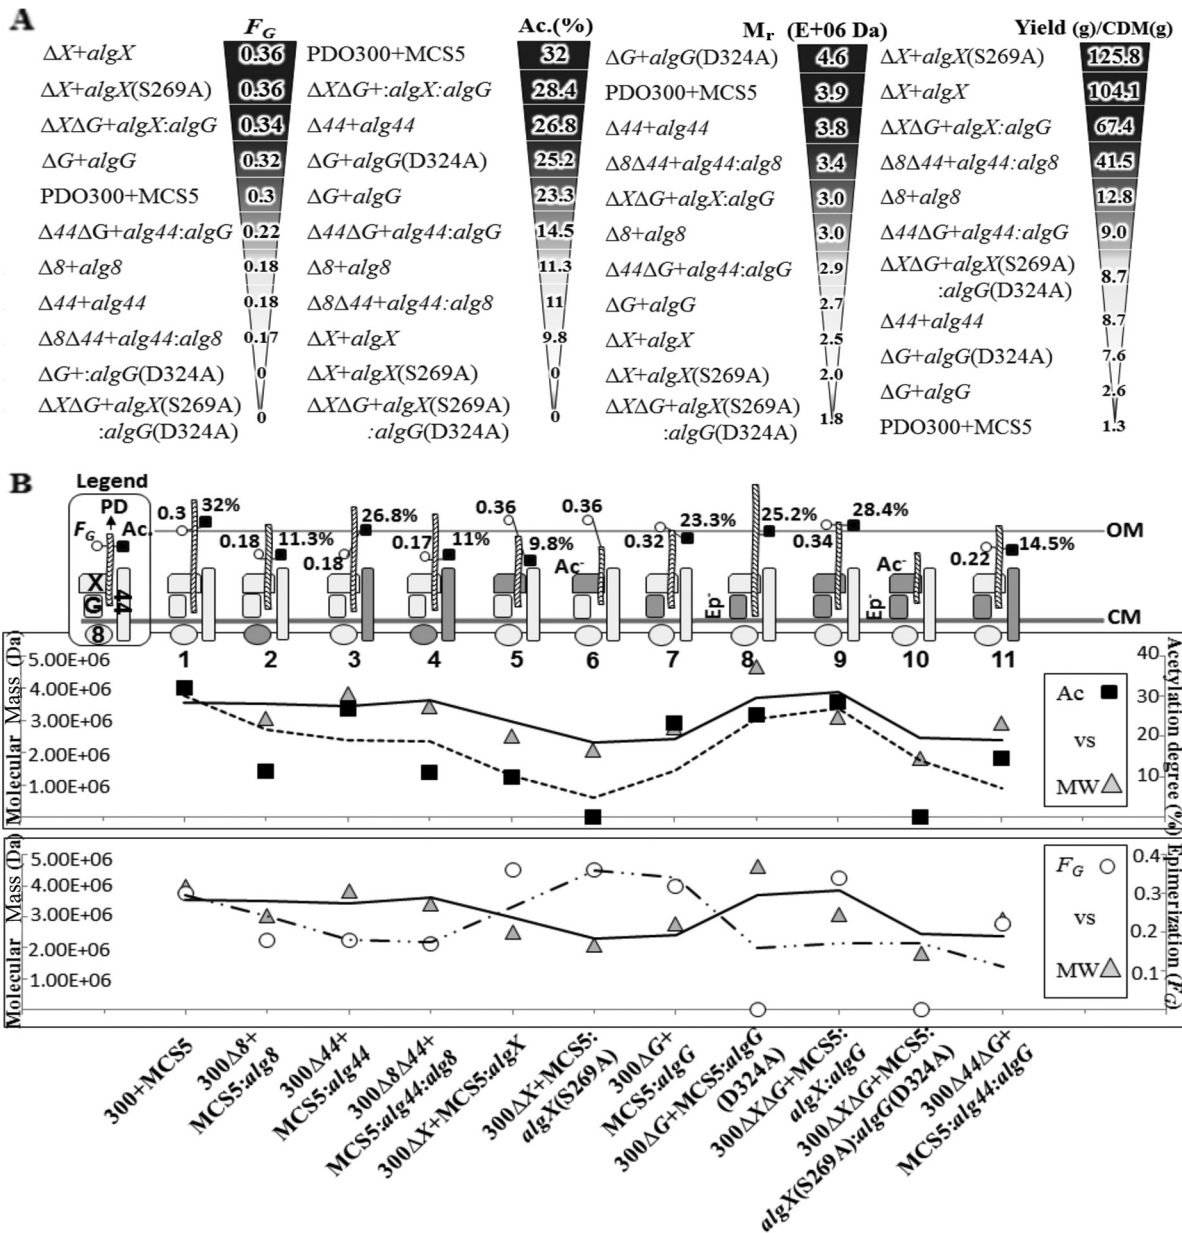 A
F_G
Ac.(%)
M_r (E+06 Da)
Yield (g)/CDM(g)
ΔX+algX 0.36
ΔX+algX(S269A) 0.36
ΔXΔG+algX:algG 0.34
ΔG+algG 0.32
PDO300+MCS5 0.3
Δ44ΔG+alg44:algG 0.22
Δ8+alg8 0.18
Δ44+alg44 0.18
Δ8Δ44+alg44:alg8 0.17
ΔG+:algG(D324A) 0
ΔXΔG+algX(S269A)
:algG(D324A) 0
PDO300+MCS5 32
ΔXΔG+:algX:algG 28.4
Δ44+alg44 26.8
ΔG+algG(D324A) 25.2
ΔG+algG 23.3
Δ44ΔG+alg44:algG 14.5
Δ8+alg8 11.3
Δ8Δ44+alg44:alg8 11
ΔX+algX 9.8
ΔX+algX(S269A) 0
ΔXΔG+algX(S269A)
:algG(D324A) 0
ΔG+algG(D324A) 4.6
PDO300+MCS5 3.9
Δ44+alg44 3.8
Δ8Δ44+alg44:alg8 3.4
ΔXΔG+algX:algG 3.0
Δ8+alg8 3.0
Δ44ΔG+alg44:algG 2.9
ΔG+algG 2.7
ΔX+algX 2.5
ΔX+algX(S269A) 2.0
ΔXΔG+algX(S269A)
:algG(D324A) 1.8
ΔX+algX(S269A) 125.8
ΔX+algX 104.1
ΔXΔG+algX:algG 67.4
Δ8Δ44+alg44:alg8 41.5
Δ8+alg8 12.8
Δ44ΔG+alg44:algG 9.0
ΔXΔG+algX(S269A)
:algG(D324A) 8.7
Δ44+alg44 8.7
ΔG+algG(D324A) 7.6
ΔG+algG 2.6
PDO300+MCS5 1.3
B
Legend
PD
F_G
Ac.
X
G
44
8
0.3 32%
0.18 11.3%
0.18 26.8%
0.17 11%
0.36 9.8%
0.36 Ac-
0.32 23.3%
Ep- 25.2%
0.34 28.4%
Ac- Ep-
0.22 14.5%
OM
CM
1 2 3 4 5 6 7 8 9 10 11
Molecular Mass (Da)
5.00E+06
4.00E+06
3.00E+06
2.00E+06
1.00E+06
Ac
vs
MW
40
30
20
10
Acetylation degree (%)
Molecular Mass (Da)
5.00E+06
4.00E+06
3.00E+06
2.00E+06
1.00E+06
F_G
vs
MW
0.4
0.3
0.2
0.1
Epimerization (F_G)
300+MCS5
300Δ8+
MCS5:alg8
300Δ44+
MCS5:alg44
300Δ8Δ44+
MCS5:alg44:alg8
300ΔX+MCS5:algX
300ΔX+MCS5:
algX(S269A)
300ΔG+
MCS5:algG
300ΔG+MCS5:algG
(D324A)
300ΔXΔG+MCS5:
algX:algG
300ΔXΔG+MCS5:
algX(S269A):algG(D324A)
300Δ44ΔG+
MCS5:alg44:algG